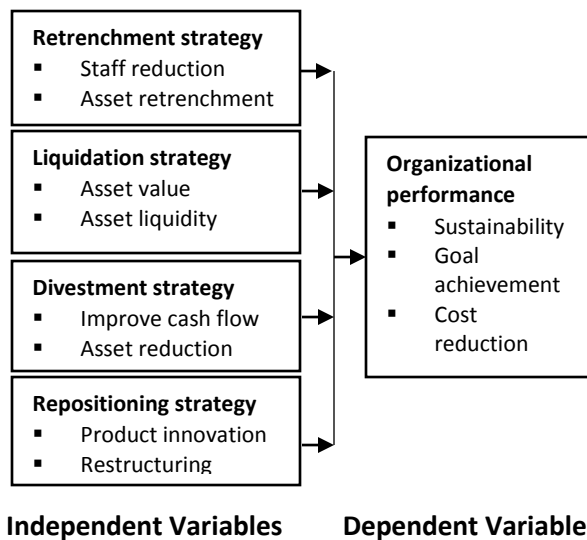 Retrenchment strategy
▪ Staff reduction
▪ Asset retrenchment
Liquidation strategy
▪ Asset value
▪ Asset liquidity
Divestment strategy
▪ Improve cash flow
▪ Asset reduction
Repositioning strategy
▪ Product innovation
▪ Restructuring
Organizational
performance
▪ Sustainability
▪ Goal
achievement
▪ Cost
reduction
Independent Variables
Dependent Variable